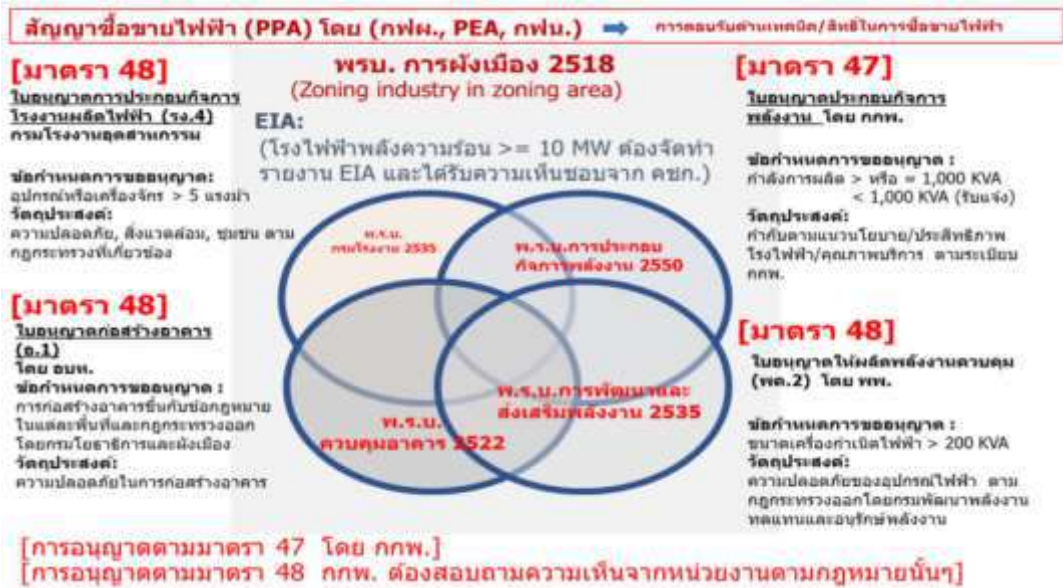 สัญญาซื้อขายไฟฟ้า (PPA) โดย (กฟผ., PEA, กฟน.)
การตอบรับด้านเทคนิค/สิทธิในการซื้อขายไฟฟ้า
พรบ. การผังเมือง 2518
(Zoning industry in zoning area)
EIA:
(โรงไฟฟ้าพลังความร้อน >= 10 MW ต้องจัดทำ
รายงาน EIA และได้รับความเห็นชอบจาก คชก.)
[มาตรา 48]
ใบอนุญาตการประกอบกิจการ
โรงงานผลิตไฟฟ้า (รง.4)
กรมโรงงานอุตสาหกรรม
ข้อกำหนดการขออนุญาต:
อุปกรณ์หรือเครื่องจักร > 5 แรงม้า
วัตถุประสงค์:
ความปลอดภัย, สิ่งแวดล้อม, ชุมชน ตาม
กฎกระทรวงที่เกี่ยวข้อง
[มาตรา 48]
ใบอนุญาตก่อสร้างอาคาร
(อ.1)
โดย อบท.
ข้อกำหนดการขออนุญาต :
การก่อสร้างอาคารขึ้นกับข้อกฎหมาย
ในแต่ละพื้นที่และกฎกระทรวงออก
โดยกรมโยธาธิการและผังเมือง
วัตถุประสงค์:
ความปลอดภัยในการก่อสร้างอาคาร
พ.ร.บ.
กรมโรงงาน 2535
พ.ร.บ.การประกอบ
กิจการพลังงาน 2550
พ.ร.บ.
ควบคุมอาคาร 2522
พ.ร.บ.การพัฒนาและ
ส่งเสริมพลังงาน 2535
[มาตรา 47]
ใบอนุญาตประกอบกิจการ
พลังงาน โดย กกพ.
ข้อกำหนดการขออนุญาต :
กำลังการผลิต > หรือ = 1,000 KVA
< 1,000 KVA (รับแจ้ง)
วัตถุประสงค์:
กำกับตามแนวนโยบาย/ประสิทธิภาพ
โรงไฟฟ้า/คุณภาพบริการ ตามระเบียบ
กกพ.
[มาตรา 48]
ใบอนุญาตให้ผลิตพลังงานควบคุม
(พค.2) โดย พพ.
ข้อกำหนดการขออนุญาต :
ขนาดเครื่องกำเนิดไฟฟ้า > 200 KVA
วัตถุประสงค์:
ความปลอดภัยของอุปกรณ์ไฟฟ้า ตาม
กฎกระทรวงออกโดยกรมพัฒนาพลังงาน
ทดแทนและอนุรักษ์พลังงาน
[การอนุญาตตามมาตรา 47 โดย กกพ.]
[การอนุญาตตามมาตรา 48 กกพ. ต้องสอบถามความเห็นจากหน่วยงานตามกฎหมายนั้นๆ]